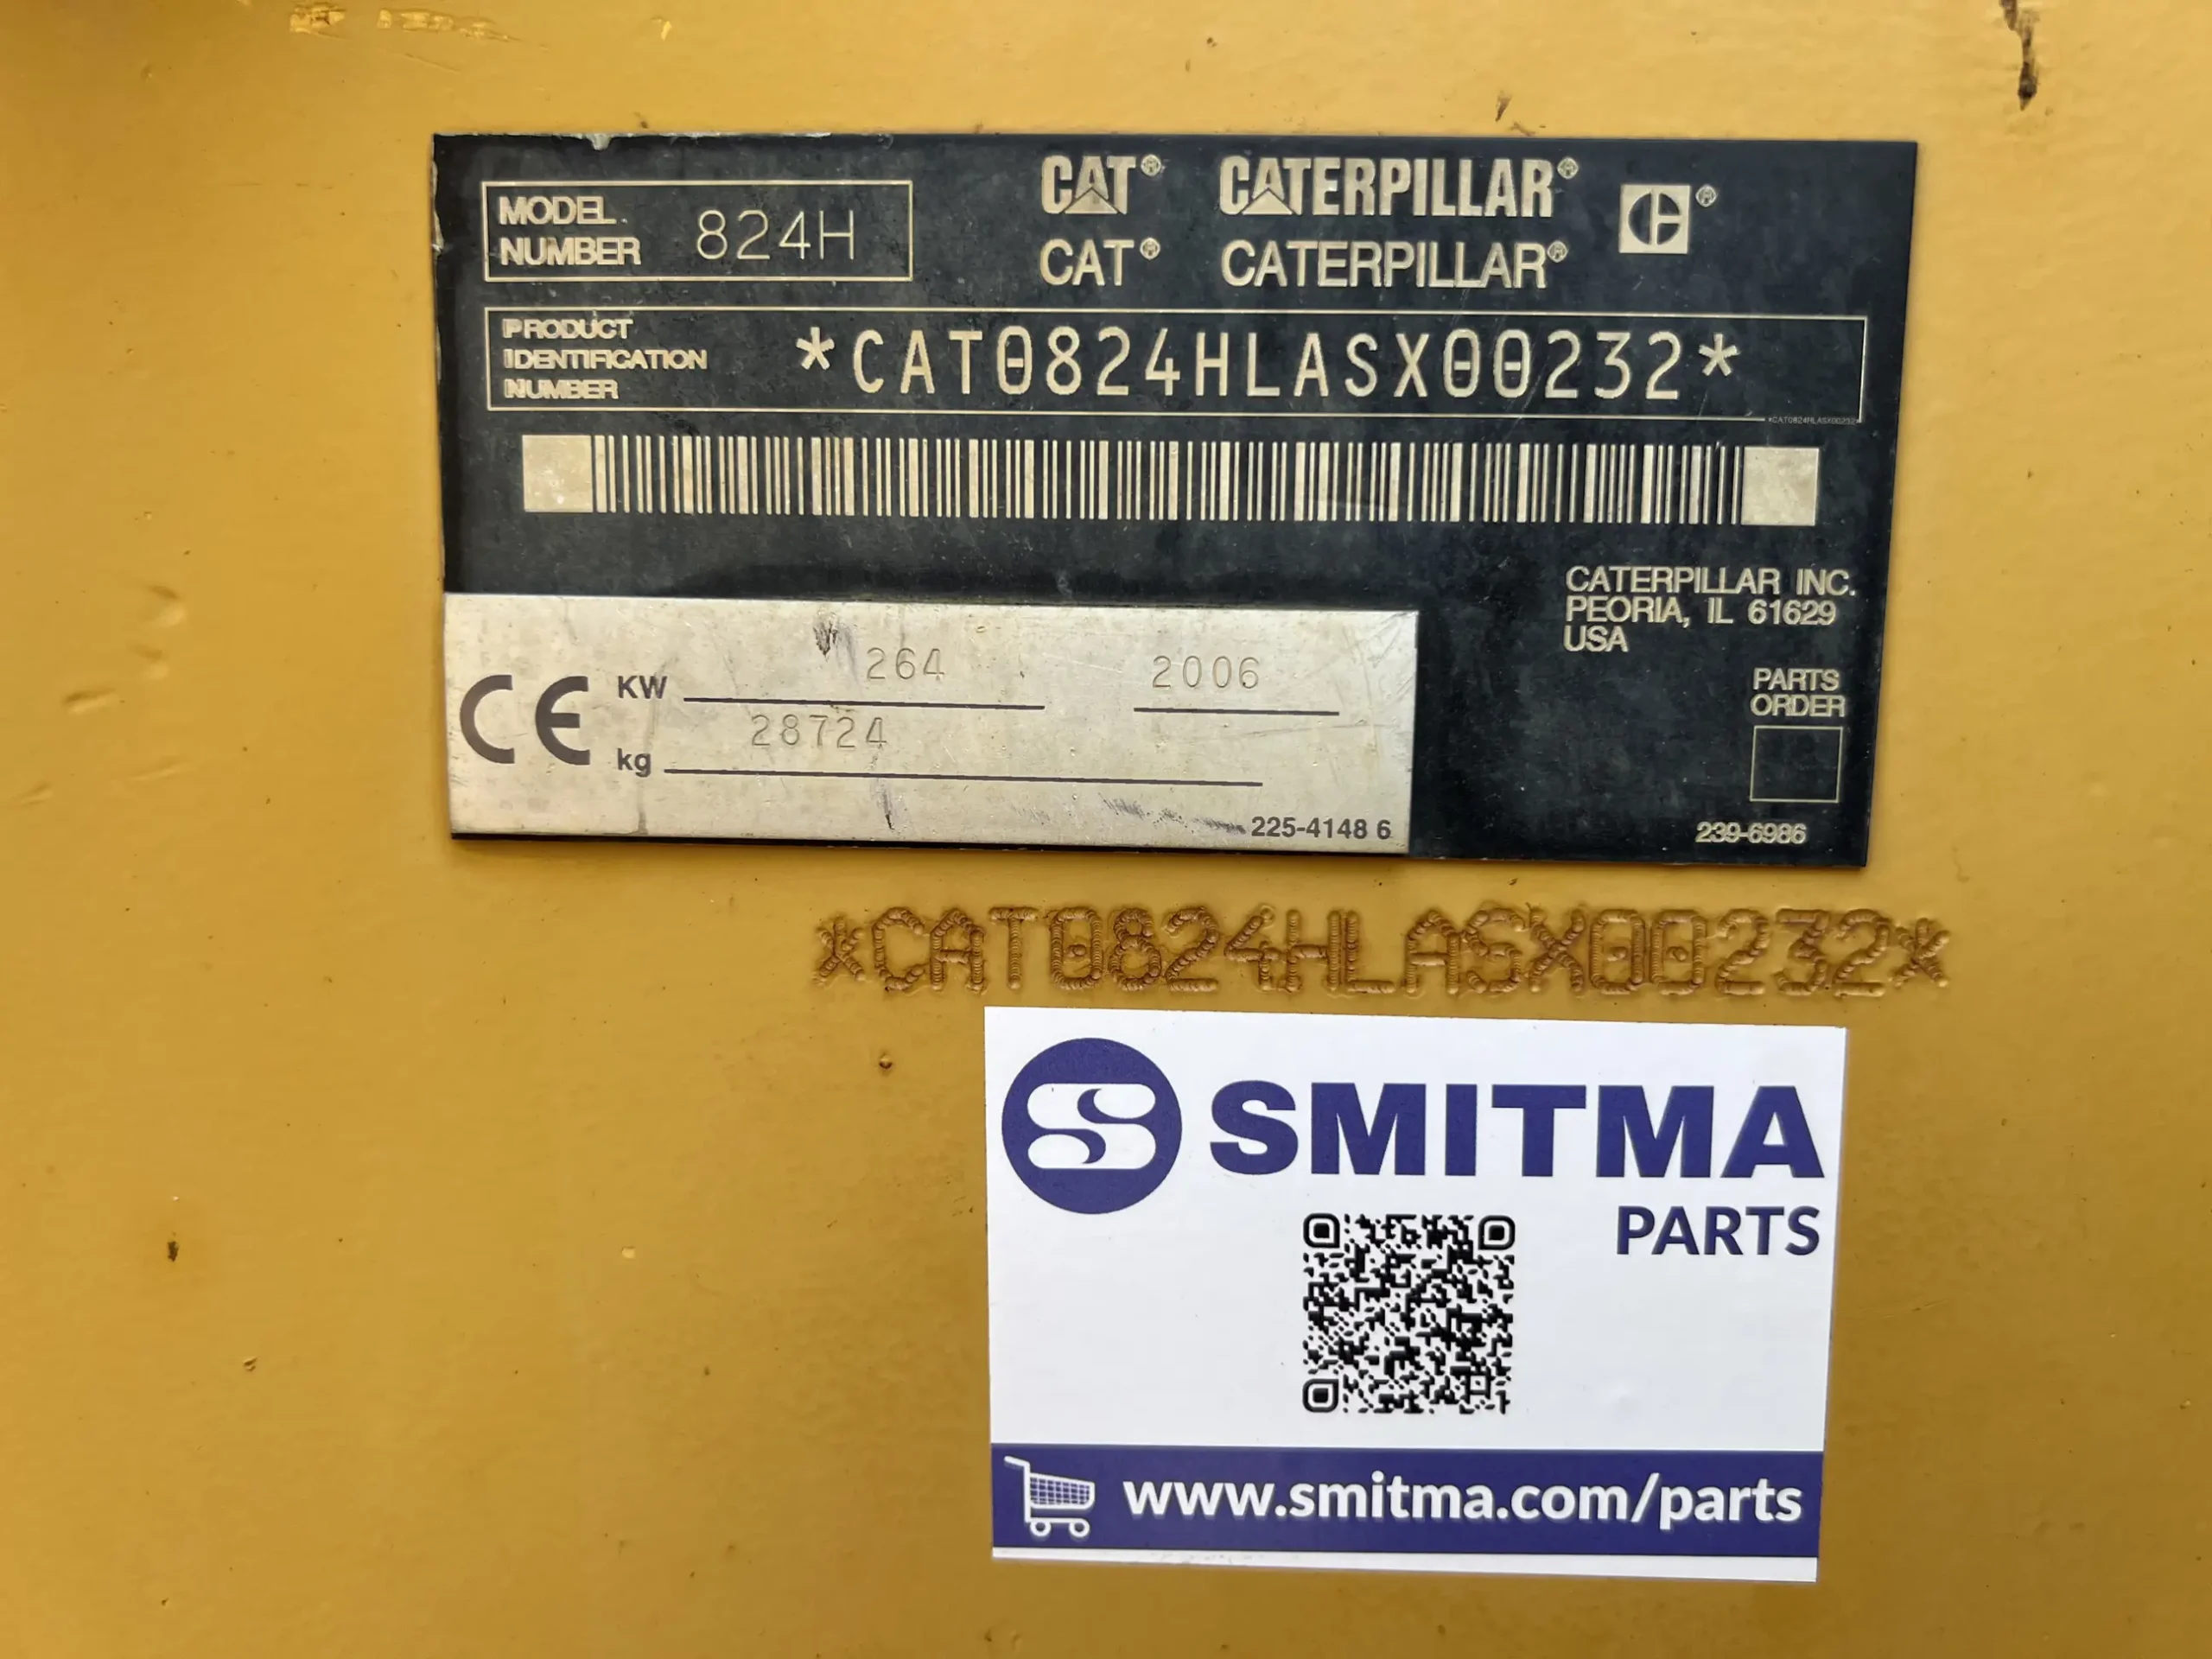 MODEL NUMBER 824H
CAT® CATERPILLAR®
CAT® CATERPILLAR®
PRODUCT IDENTIFICATION NUMBER *CAT0824HLASX00232*
*CAT0824HLASX00232*
CATERPILLAR INC.
PEORIA, IL 61629
USA
PARTS
ORDER
239-6986
CE KW 264 2006
kg 28724
225-4148 6
*CAT0824HLASX00232*
SMITMA
PARTS
www.smitma.com/parts